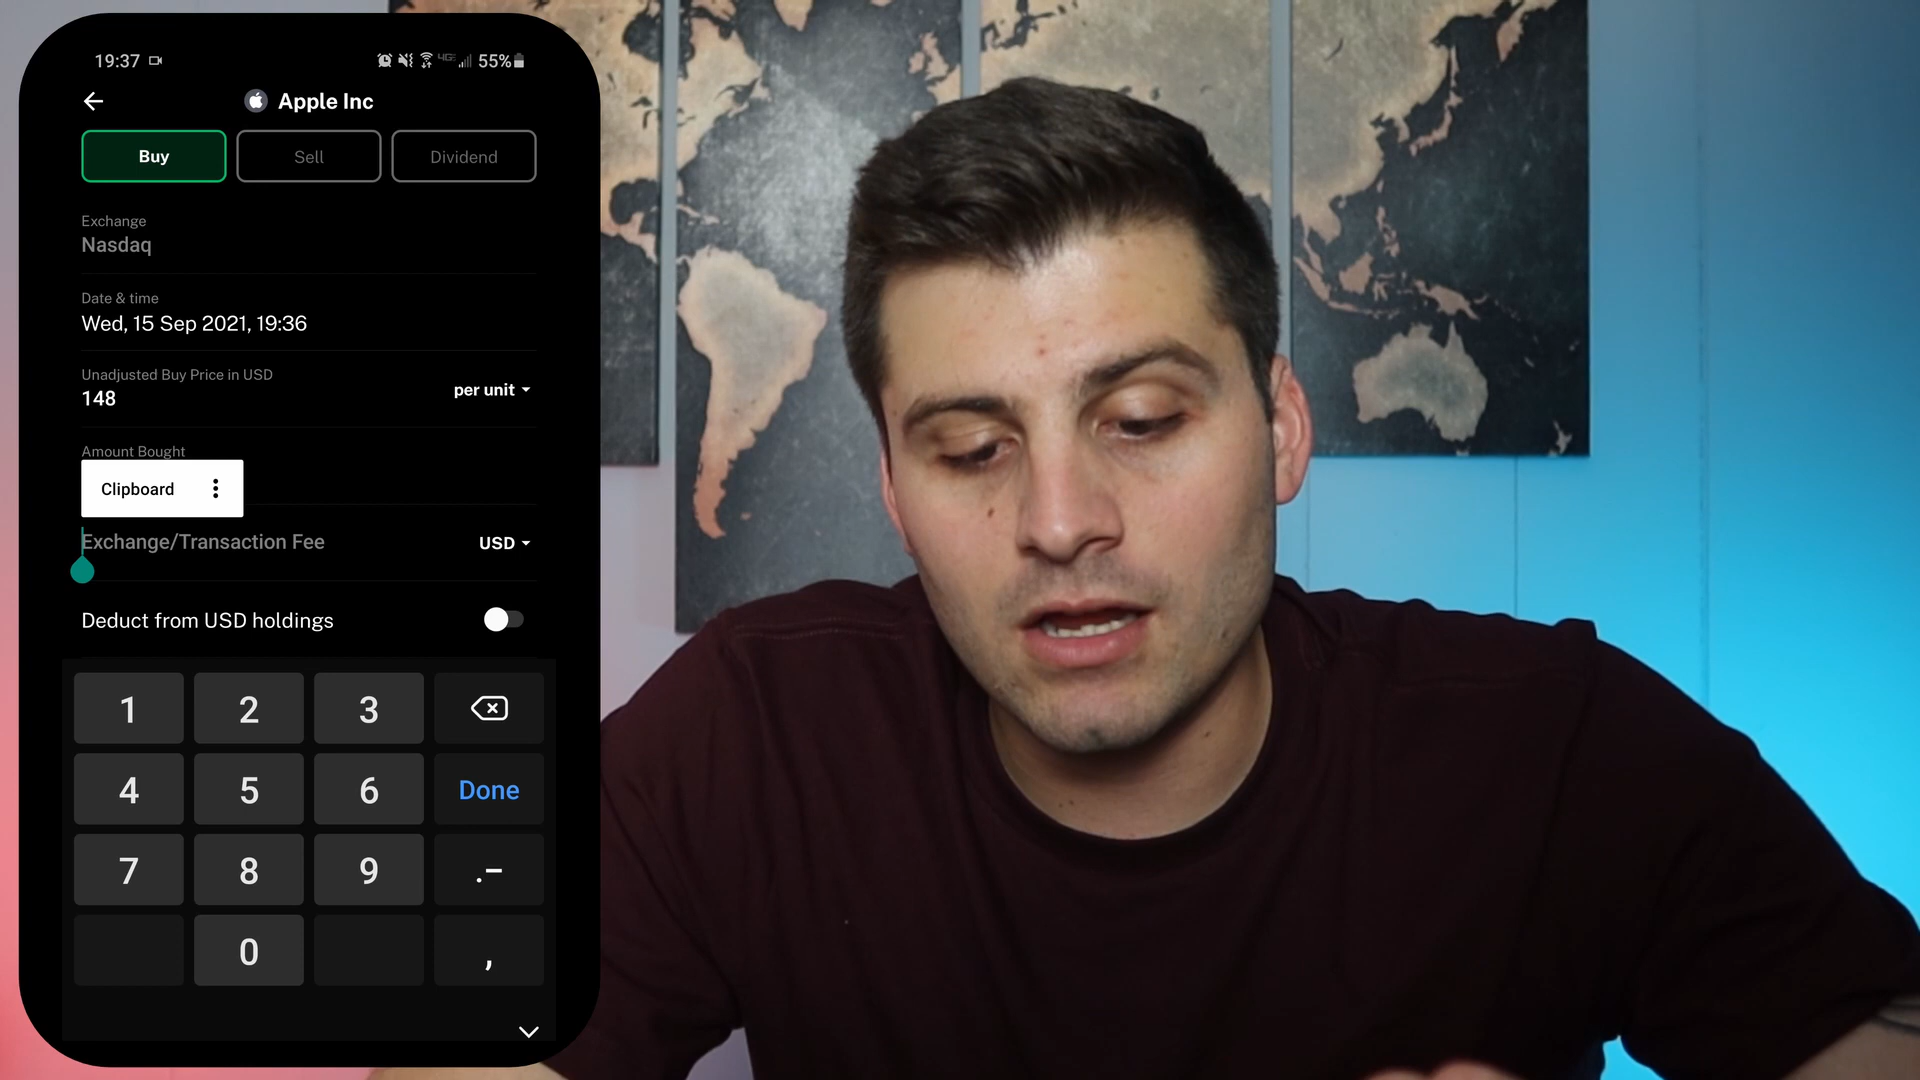 19:37 4G 55%
Apple Inc
Buy Sell Dividend
Exchange
Nasdaq
Date & time
Wed, 15 Sep 2021, 19:36
Unadjusted Buy Price in USD
148 per unit
Amount Bought
Clipboard
Exchange/Transaction Fee USD
Deduct from USD holdings
1 2 3
4 5 6 Done
7 8 9 .-
0 ,